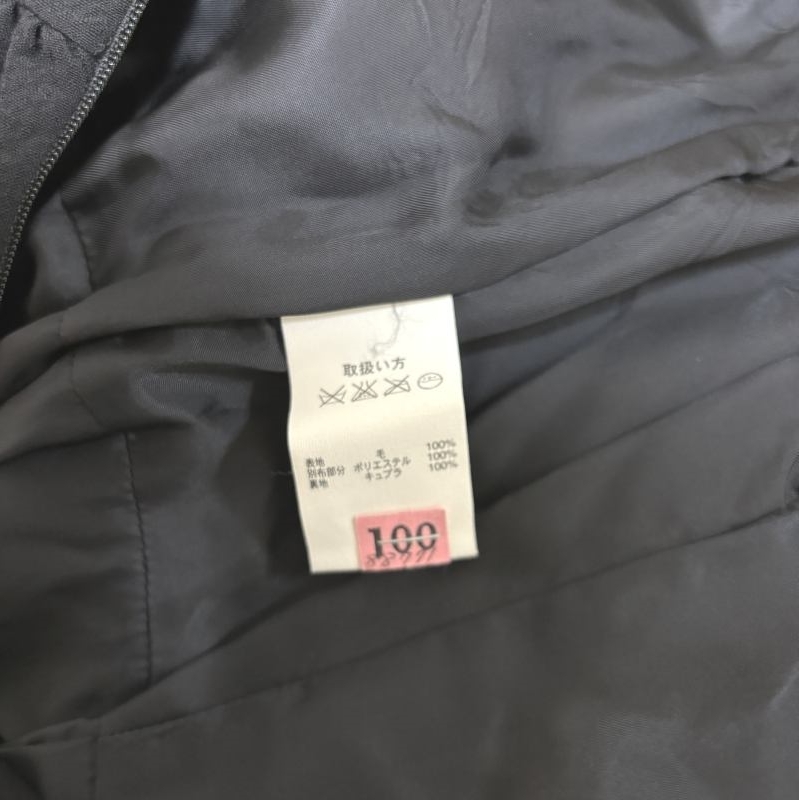 取扱い方
表地 毛 100%
別布部分 ポリエステル 100%
裏地 キュプラ 100%
100